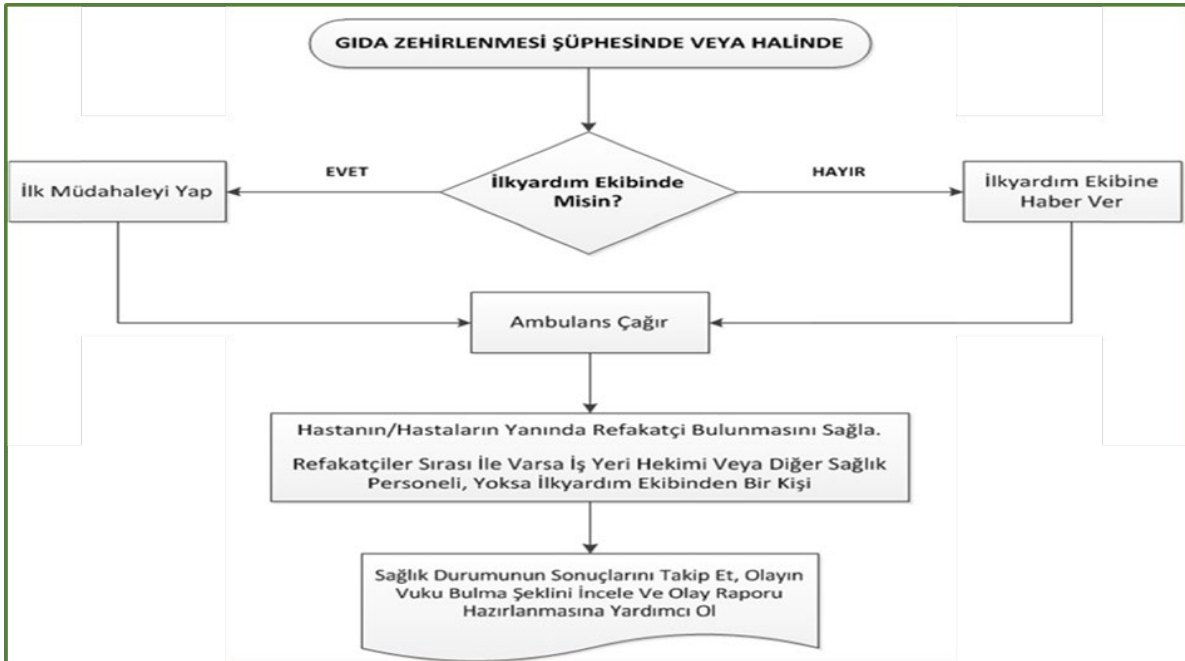 GIDA ZEHİRLENMESİ ŞÜPHESİNDE VEYA HALİNDE
EVET
HAYIR
İlk Müdahaleyi Yap
İlkyardım Ekibinde
Misin?
İlkyardım Ekibine
Haber Ver
Ambulans Çağır
Hastanın/Hastaların Yanında Refakatçi Bulunmasını Sağla.
Refakatçiler Sırası İle Varsa İş Yeri Hekimi Veya Diğer Sağlık
Personeli, Yoksa İlkyardım Ekibinden Bir Kişi
Sağlık Durumunun Sonuçlarını Takip Et, Olayın
Vuku Bulma Şeklini İncele Ve Olay Raporu
Hazırlanmasına Yardımcı Ol